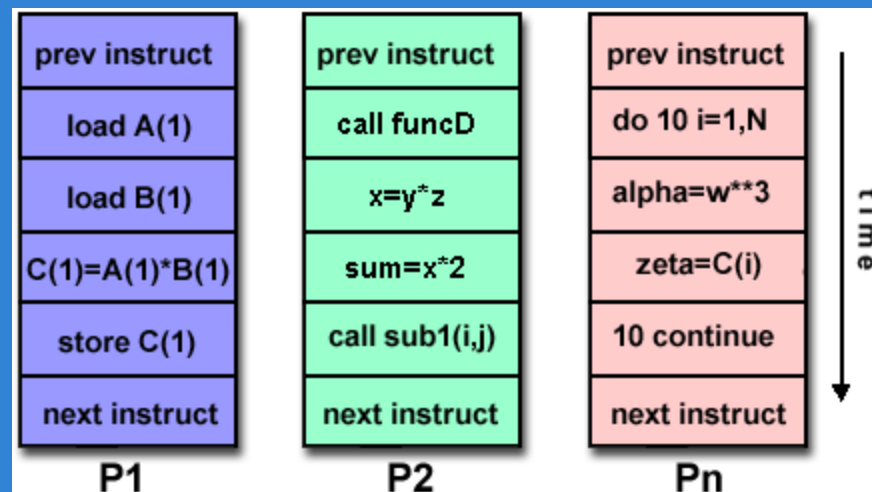 prev instruct
load A(1)
load B(1)
C(1)=A(1)*B(1)
store C(1)
next instruct
P1
prev instruct
call funcD
x=y*z
sum=x*2
call sub1(i,j)
next instruct
P2
prev instruct
do 10 i=1,N
alpha=w**3
zeta=C(i)
10 continue
next instruct
Pn
time